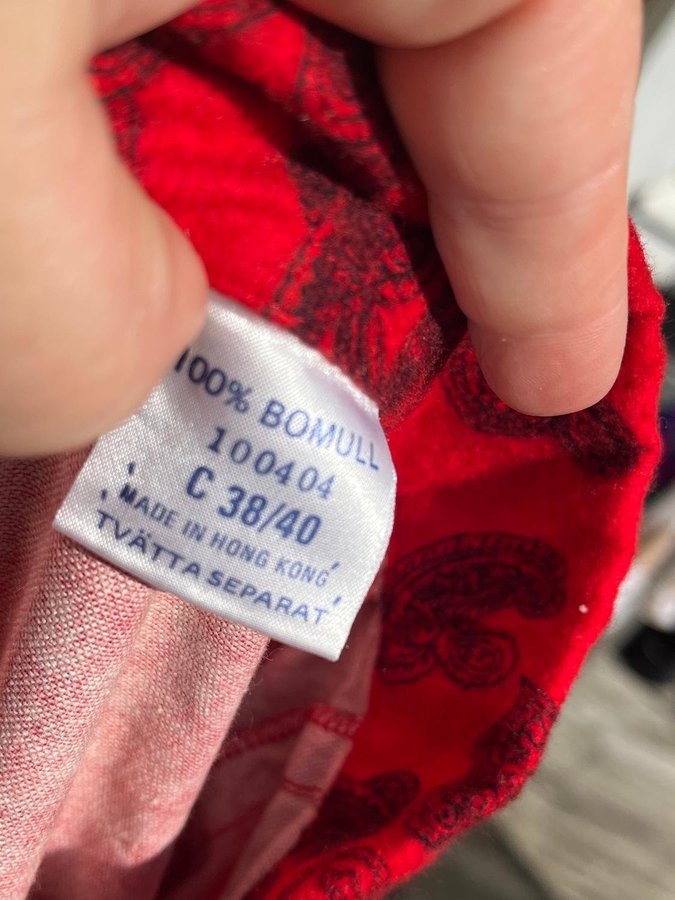 100% BOMULL
100404
C 38/40
MADE IN HONG KONG
TVÄTTA SEPARAT